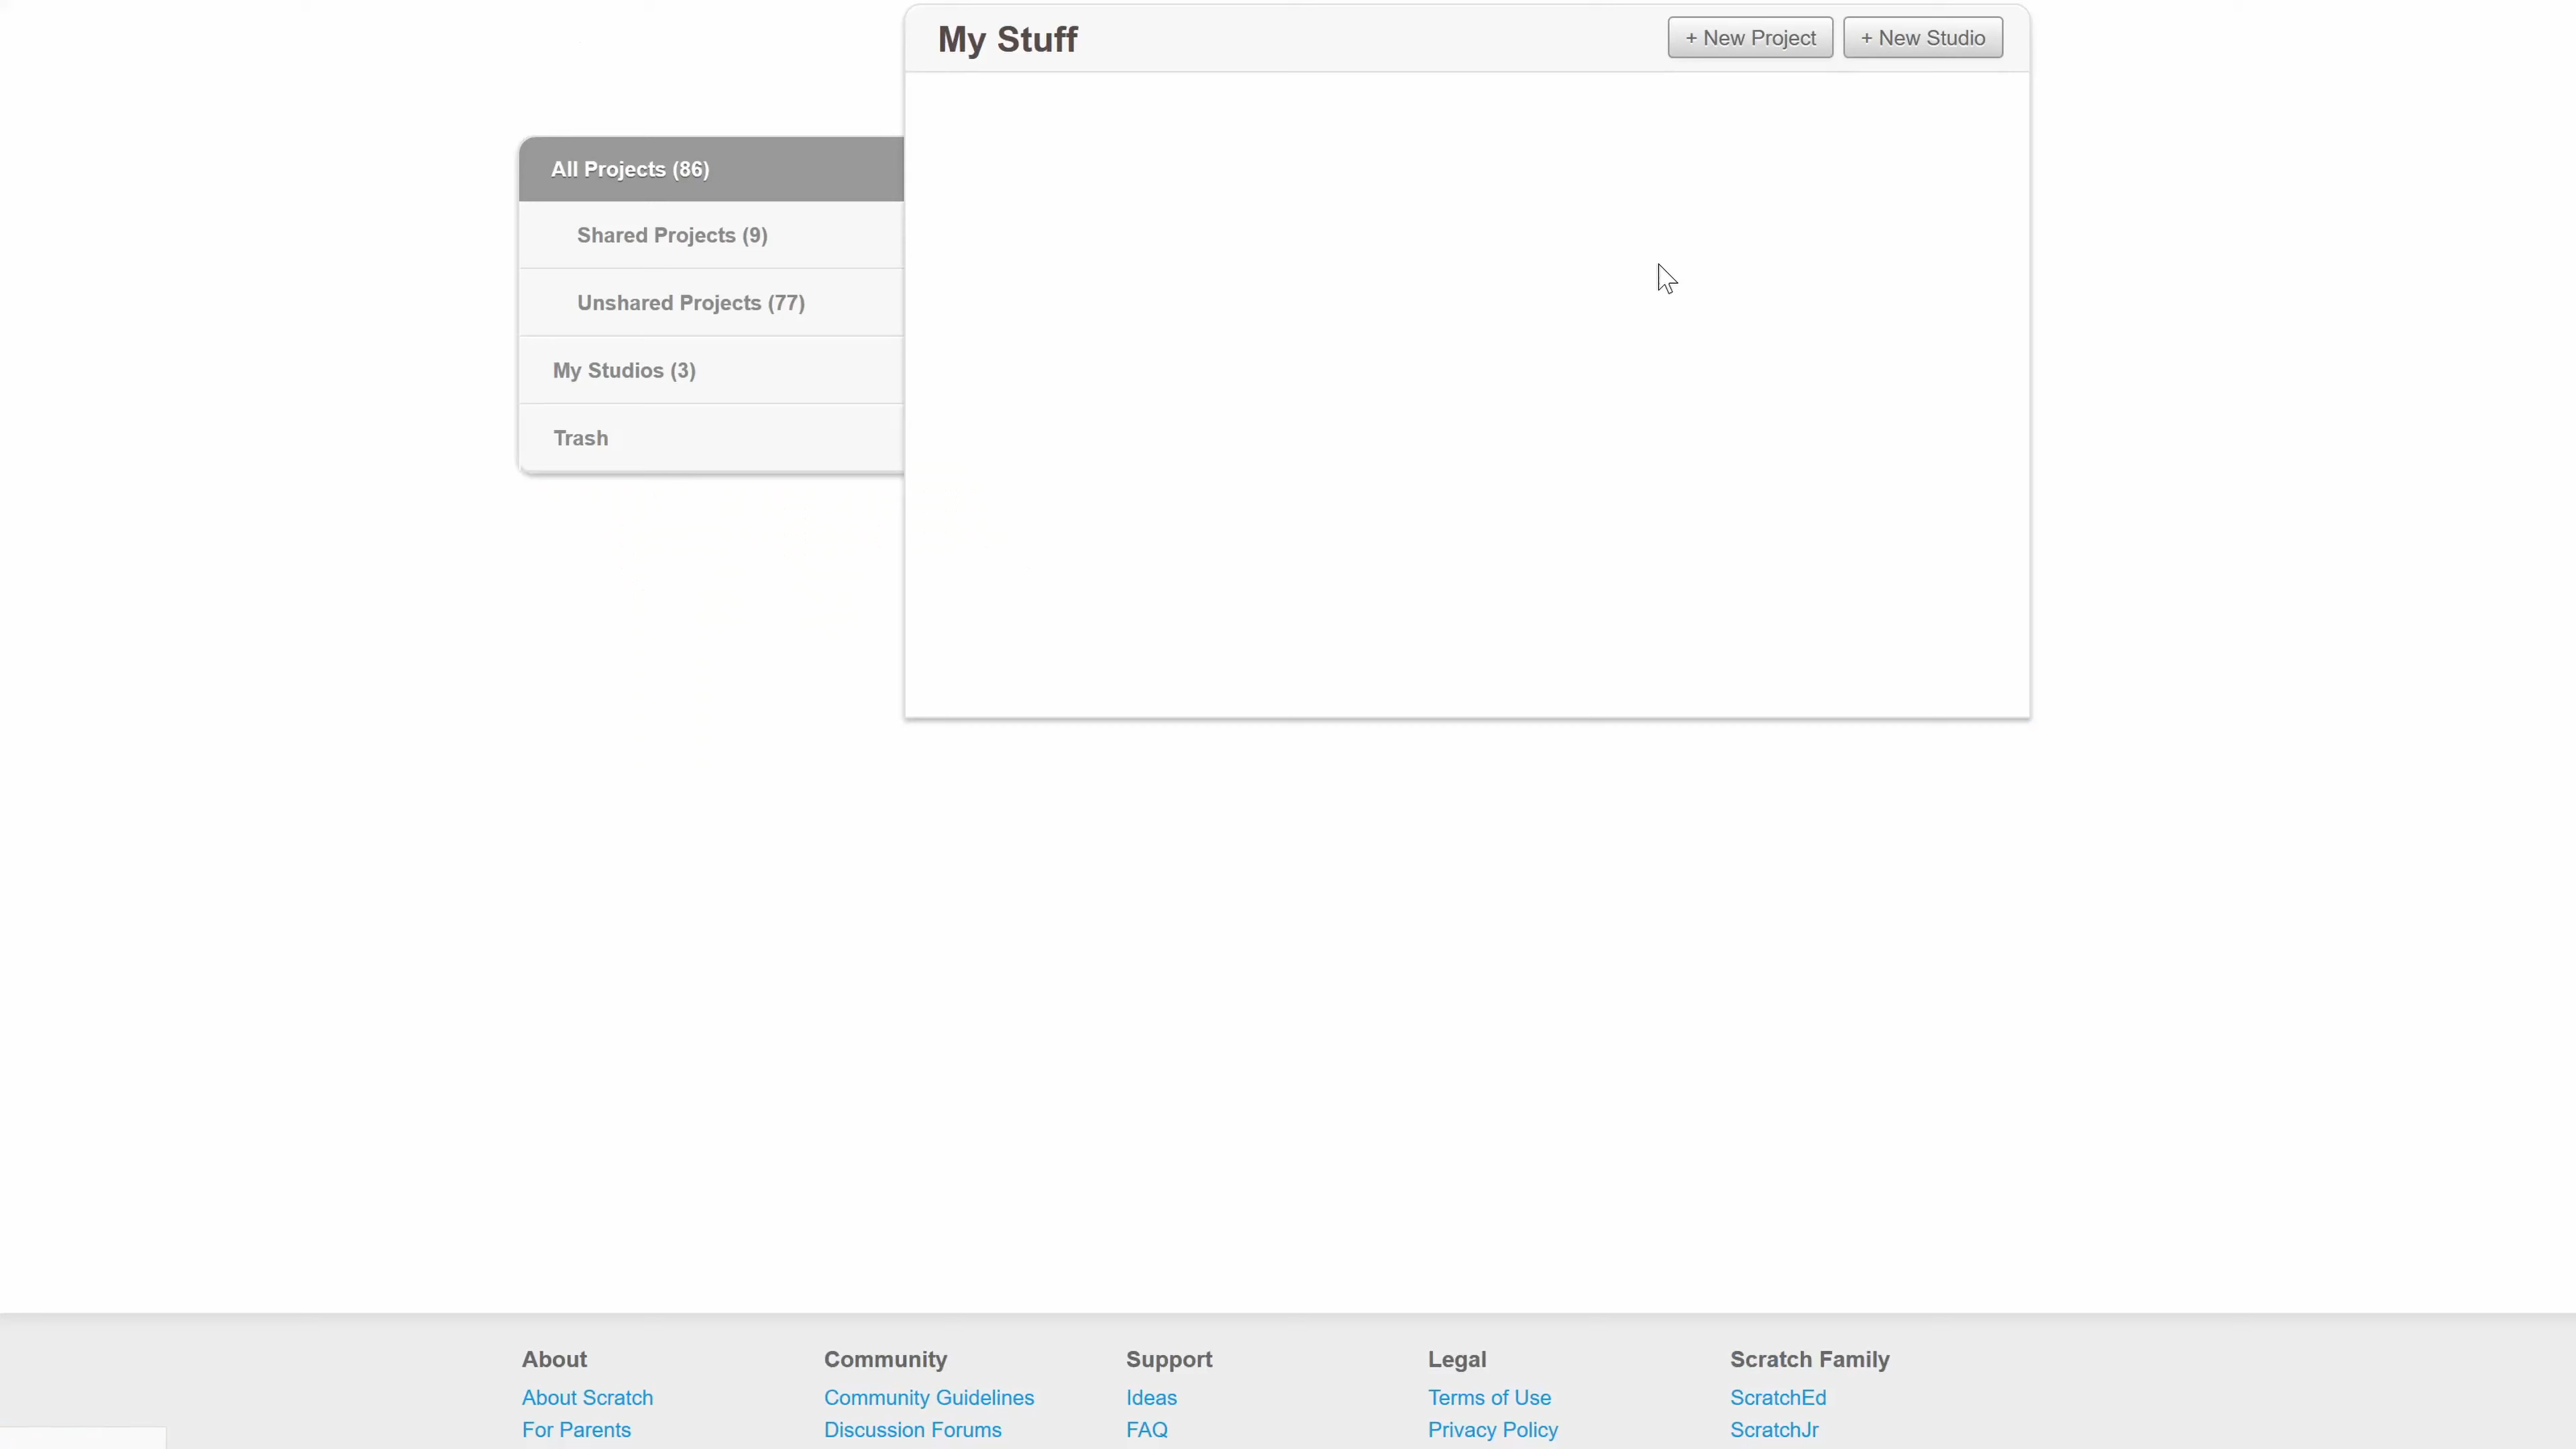 My Stuff
+ New Project
+ New Studio
All Projects (86)
Shared Projects (9)
Unshared Projects (77)
My Studios (3)
Trash
About
About Scratch
For Parents
Community
Community Guidelines
Discussion Forums
Support
Ideas
FAQ
Legal
Terms of Use
Privacy Policy
Scratch Family
ScratchEd
ScratchJr